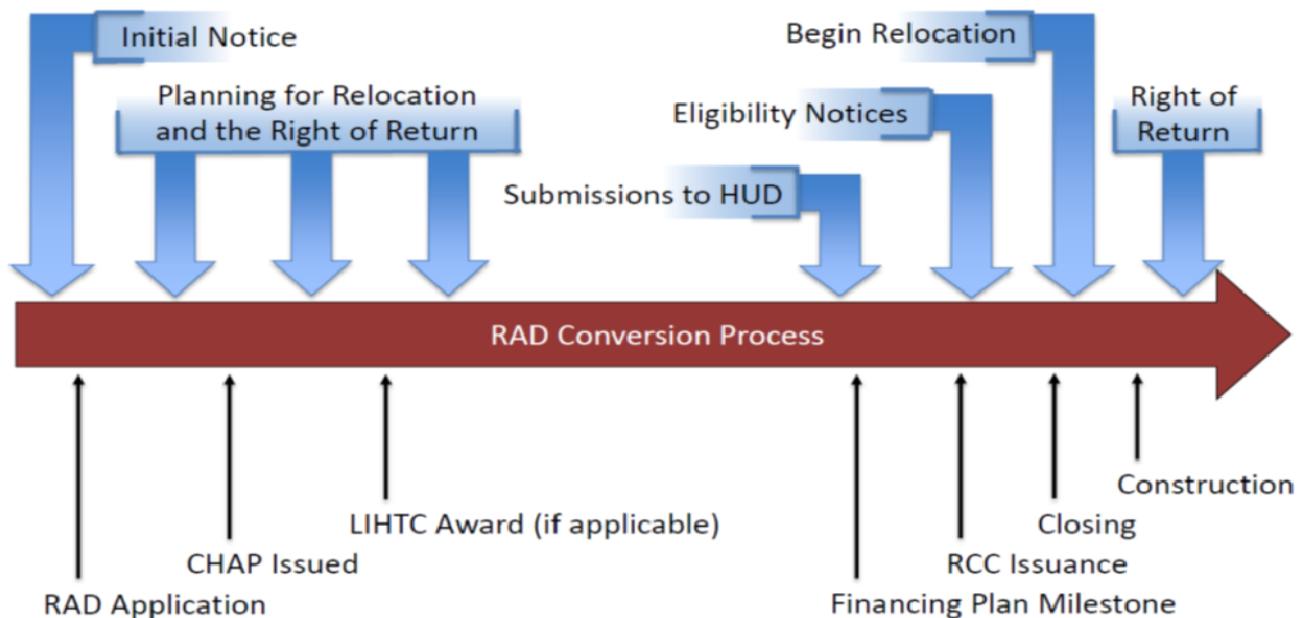 Initial Notice
Begin Relocation
Planning for Relocation
and the Right of Return
Eligibility Notices
Right of
Return
Submissions to HUD
RAD Conversion Process
Construction
LIHTC Award (if applicable)
Closing
CHAP Issued
RCC Issuance
RAD Application
Financing Plan Milestone